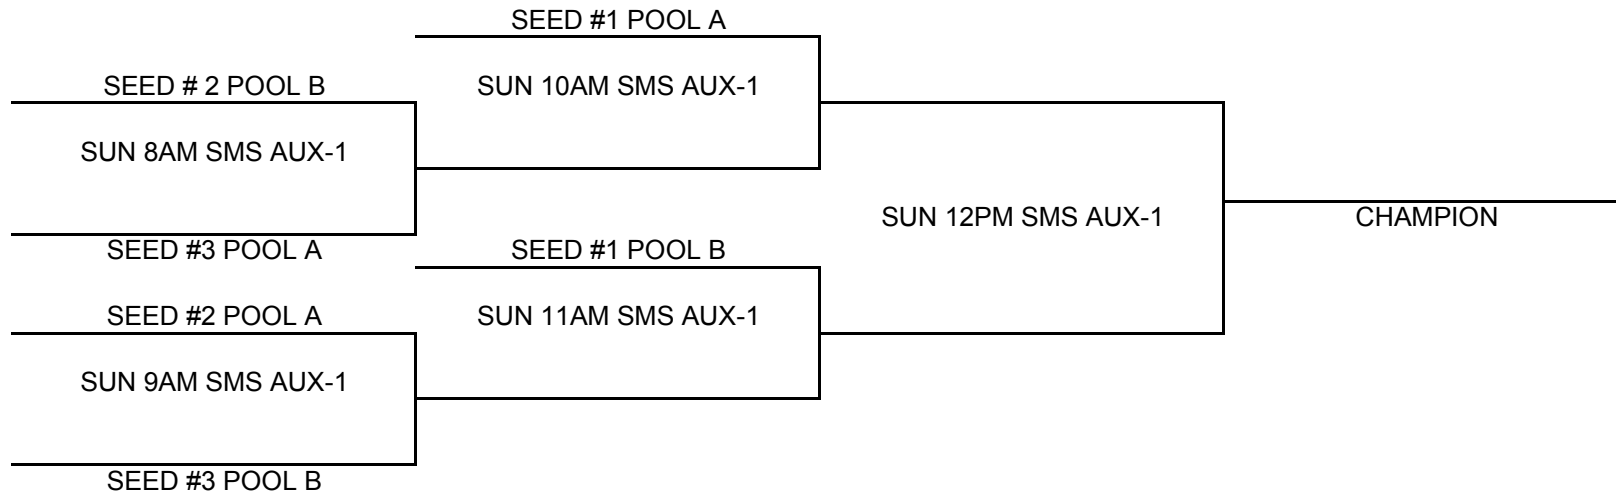 SEED #1 POOL A
SEED # 2 POOL B
SUN 10AM SMS AUX-1
SUN 8AM SMS AUX-1
SUN 12PM SMS AUX-1
CHAMPION
SEED #3 POOL A
SEED #1 POOL B
SEED #2 POOL A
SUN 11AM SMS AUX-1
SUN 9AM SMS AUX-1
SEED #3 POOL B